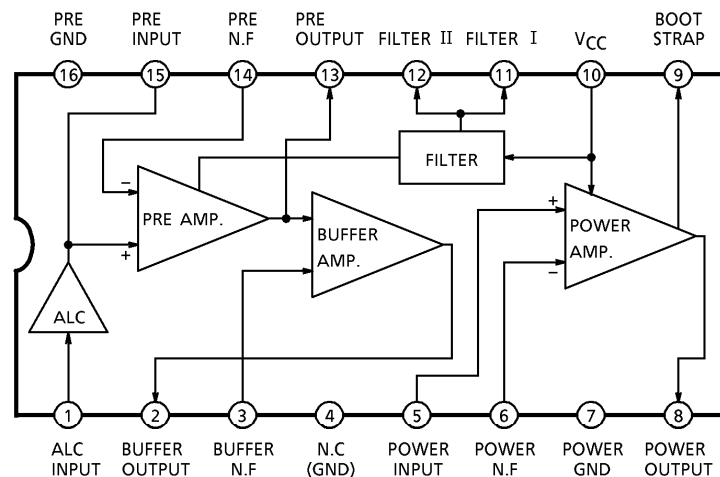 PRE PRE PRE PRE BOOT
GND INPUT N.F OUTPUT FILTER II FILTER I VCC STRAP
16 15 14 13 12 11 10 9
FILTER
− +
PRE AMP. BUFFER POWER
+ AMP. AMP.
−
ALC
1 2 3 4 5 6 7 8
ALC BUFFER BUFFER N.C POWER POWER POWER POWER
INPUT OUTPUT N.F (GND) INPUT N.F GND OUTPUT